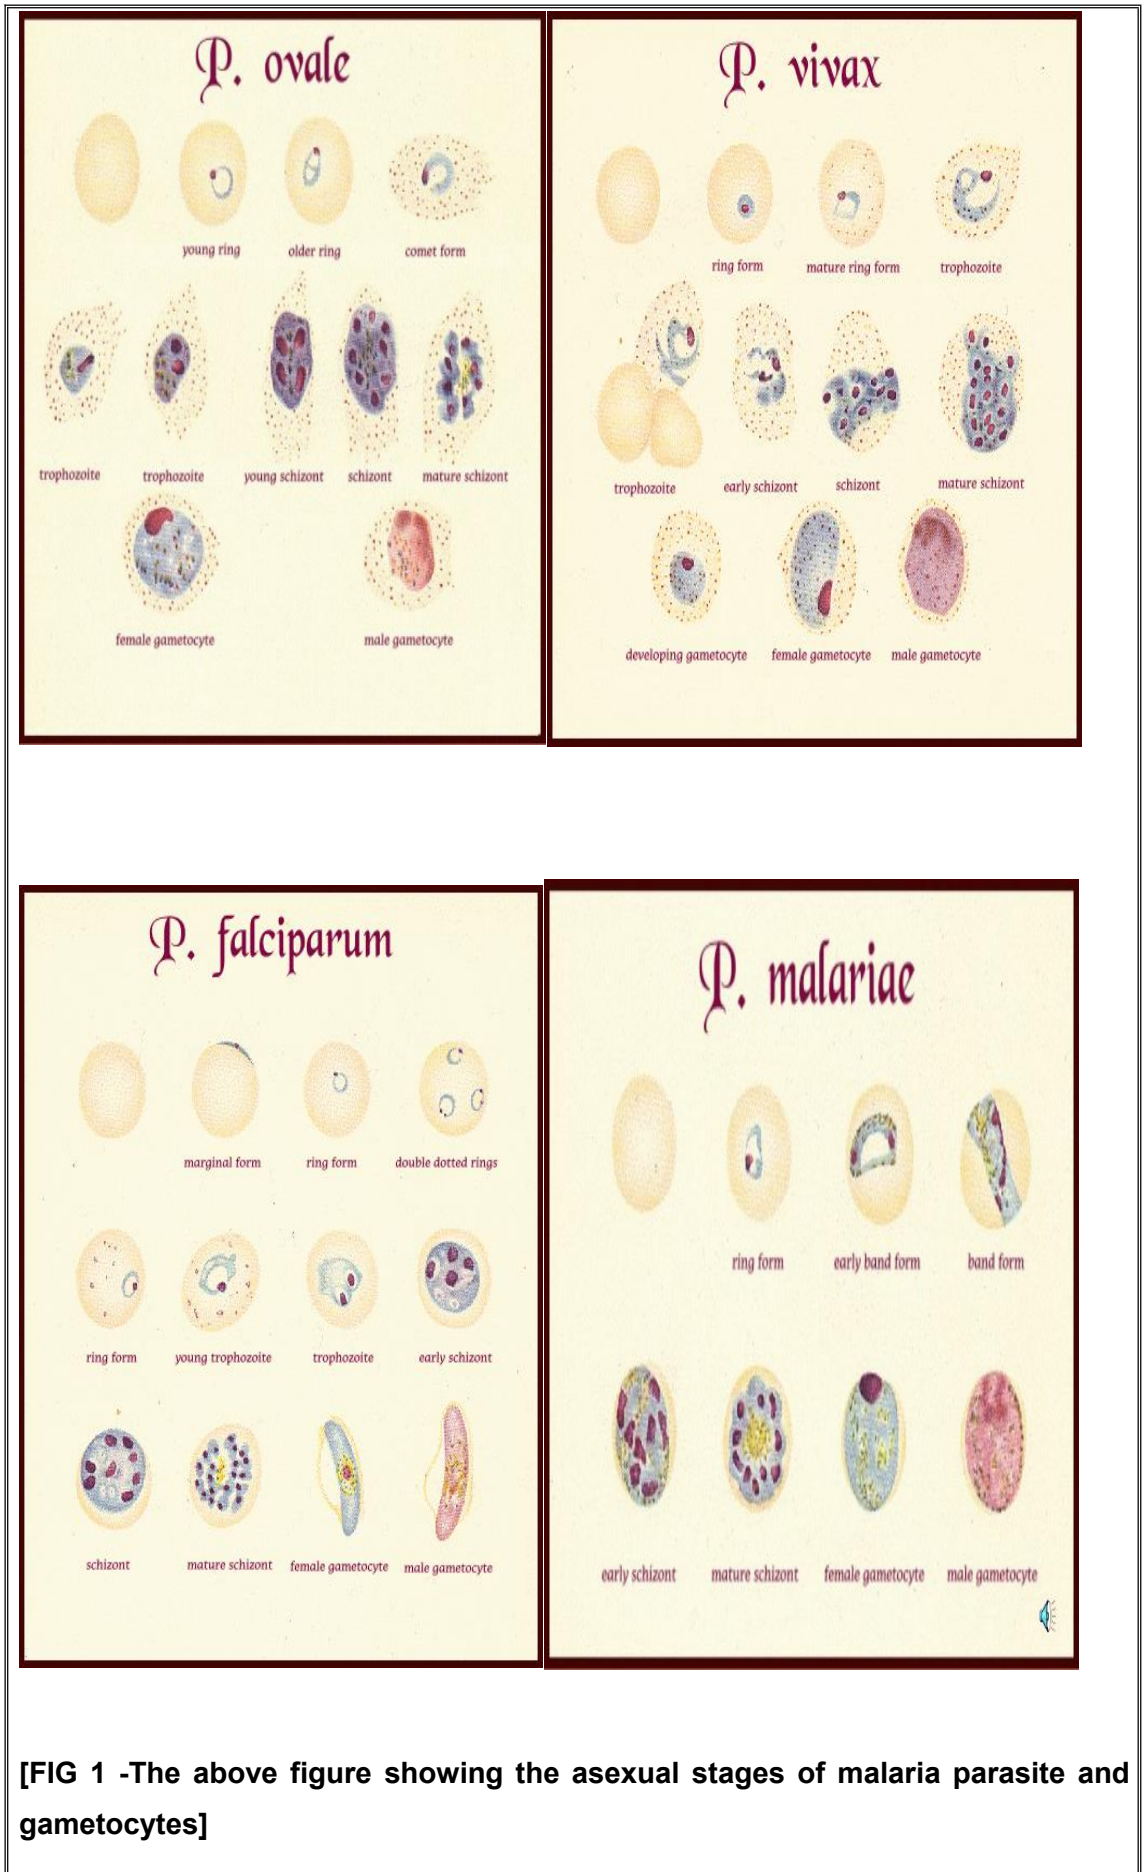 P. ovale
young ring older ring comet form
trophozoite trophozoite young schizont schizont mature schizont
female gametocyte male gametocyte
P. vivax
ring form mature ring form trophozoite
trophozoite early schizont schizont mature schizont
developing gametocyte female gametocyte male gametocyte
P. falciparum
marginal form ring form double dotted rings
ring form young trophozoite trophozoite early schizont
schizont mature schizont female gametocyte male gametocyte
P. malariae
ring form early band form band form
early schizont mature schizont female gametocyte male gametocyte
[FIG 1 -The above figure showing the asexual stages of malaria parasite and
gametocytes]